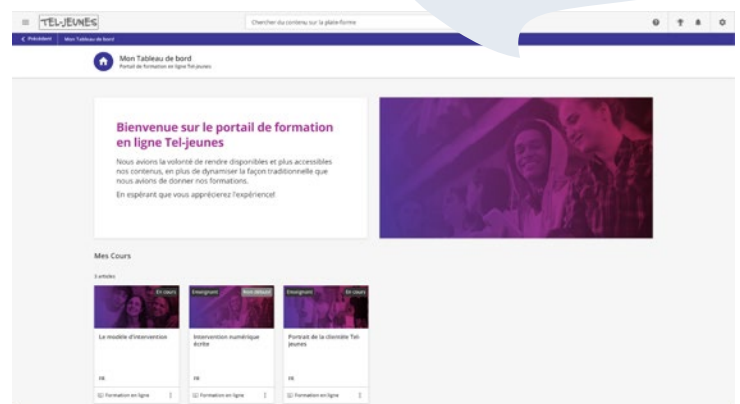 TEL-JEUNES
Chercher du contenu sur la plate-forme
Précédent Mon Tableau de bord
Mon Tableau de bord
Portail de formation en ligne Tel-jeunes
Bienvenue sur le portail de formation
en ligne Tel-jeunes
Nous avions la volonté de rendre disponibles et plus accessibles
nos contenus, en plus de dynamiser la façon traditionnelle que
nous avions de donner nos formations.
En espérant que vous apprécierez l'expérience!
Mes Cours
3 articles
En cours
Enseignant Non débuté
Enseignant En cours
Le modèle d'intervention
Intervention numérique
écrite
Portrait de la clientèle Tel-
jeunes
FR
FR
FR
Formation en ligne
Formation en ligne
Formation en ligne